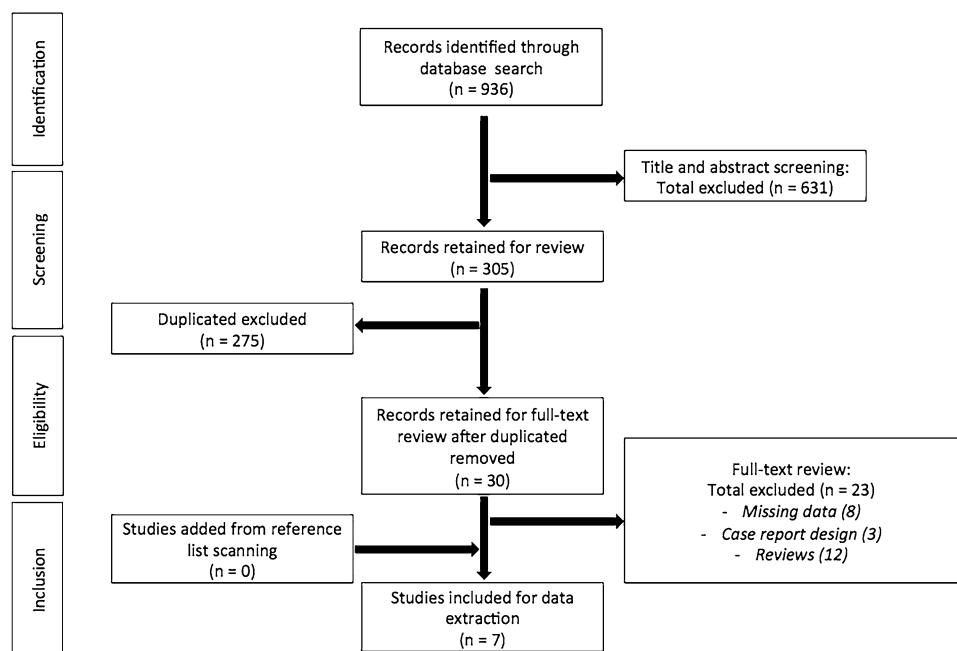 Identification
Records identified through
database search
(n = 936)
Title and abstract screening:
Total excluded (n = 631)
Screening
Records retained for review
(n = 305)
Duplicated excluded
(n = 275)
Eligibility
Records retained for full-text
review after duplicated
removed
(n = 30)
Full-text review:
Total excluded (n = 23)
- Missing data (8)
- Case report design (3)
- Reviews (12)
Inclusion
Studies added from reference
list scanning
(n = 0)
Studies included for data
extraction
(n = 7)